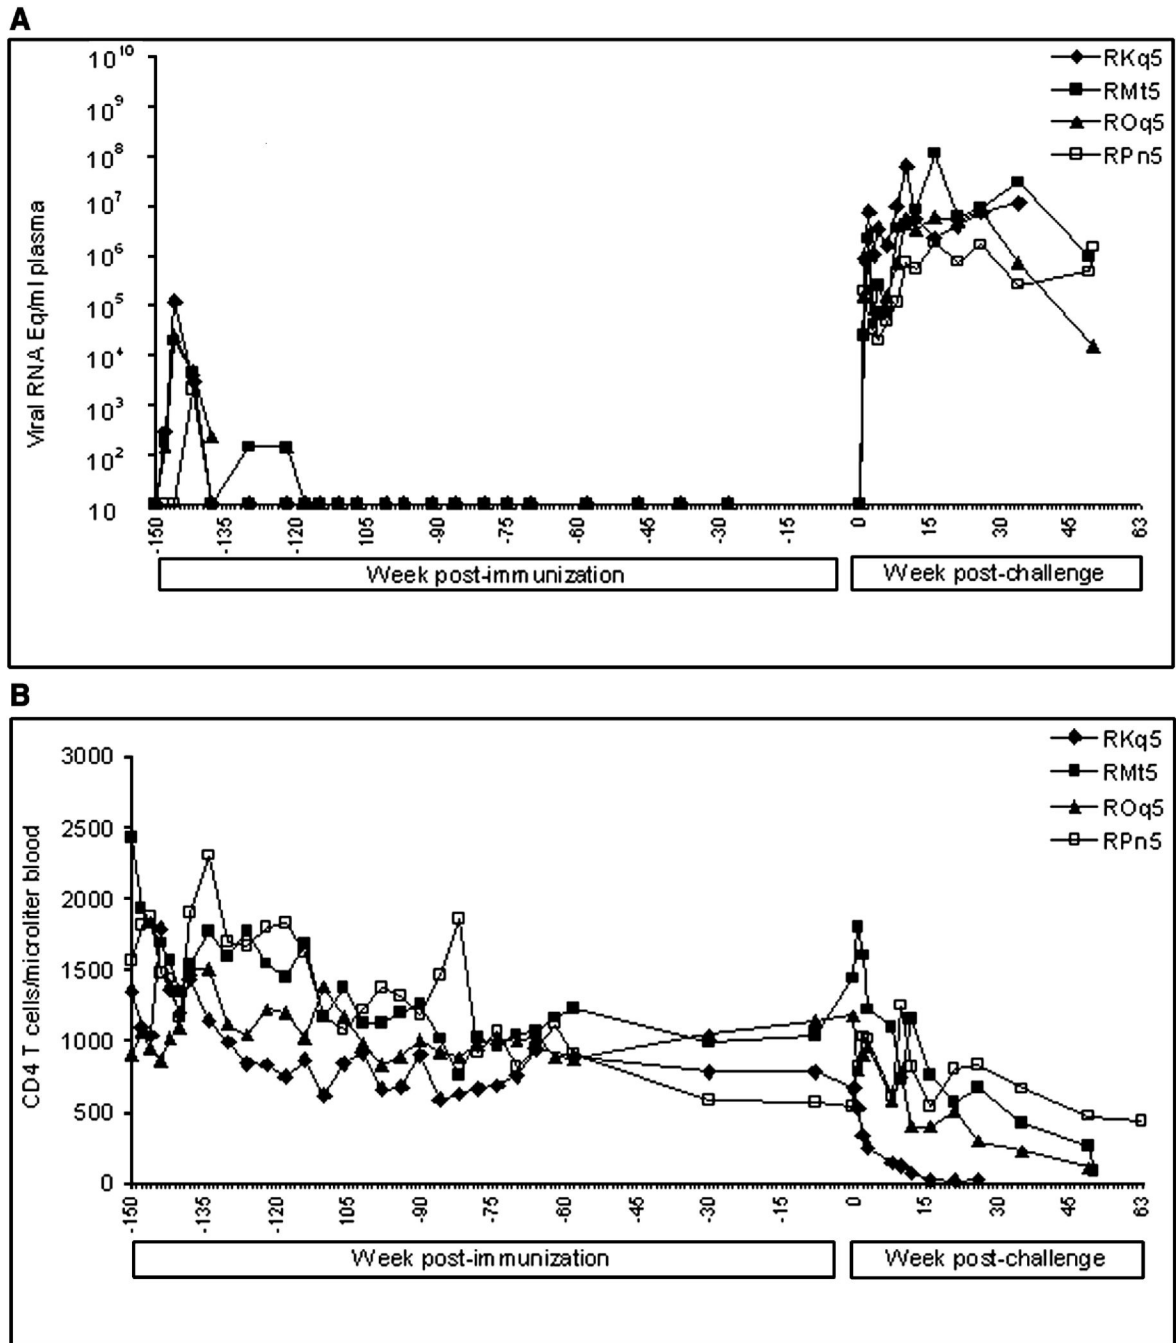 A
Viral RNA Eq/ml plasma
10^10
10^9
10^8
10^7
10^6
10^5
10^4
10^3
10^2
10
-150 -135 -120 -105 -90 -75 -60 -45 -30 -15 0 15 30 45 63
Week post-immunization Week post-challenge
RKq5
RMt5
ROq5
RPn5
B
CD4 T cells/microliter blood
3000
2500
2000
1500
1000
500
0
-150 -135 -120 -105 -90 -75 -60 -45 -30 -15 0 15 30 45 63
Week post-immunization Week post-challenge
RKq5
RMt5
ROq5
RPn5